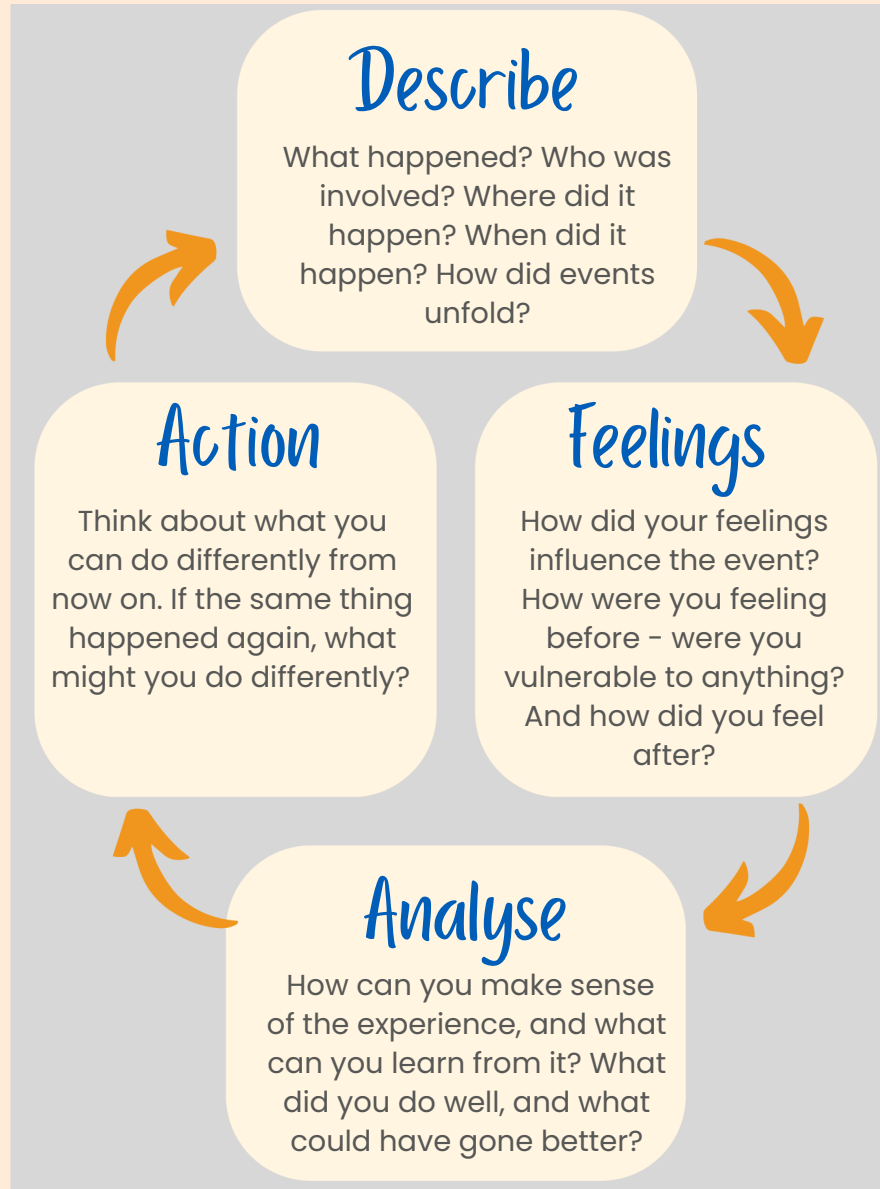 Describe
What happened? Who was
involved? Where did it
happen? When did it
happen? How did events
unfold?
Feelings
How did your feelings
influence the event?
How were you feeling
before - were you
vulnerable to anything?
And how did you feel
after?
Analyse
How can you make sense
of the experience, and what
can you learn from it? What
did you do well, and what
could have gone better?
Action
Think about what you
can do differently from
now on. If the same thing
happened again, what
might you do differently?